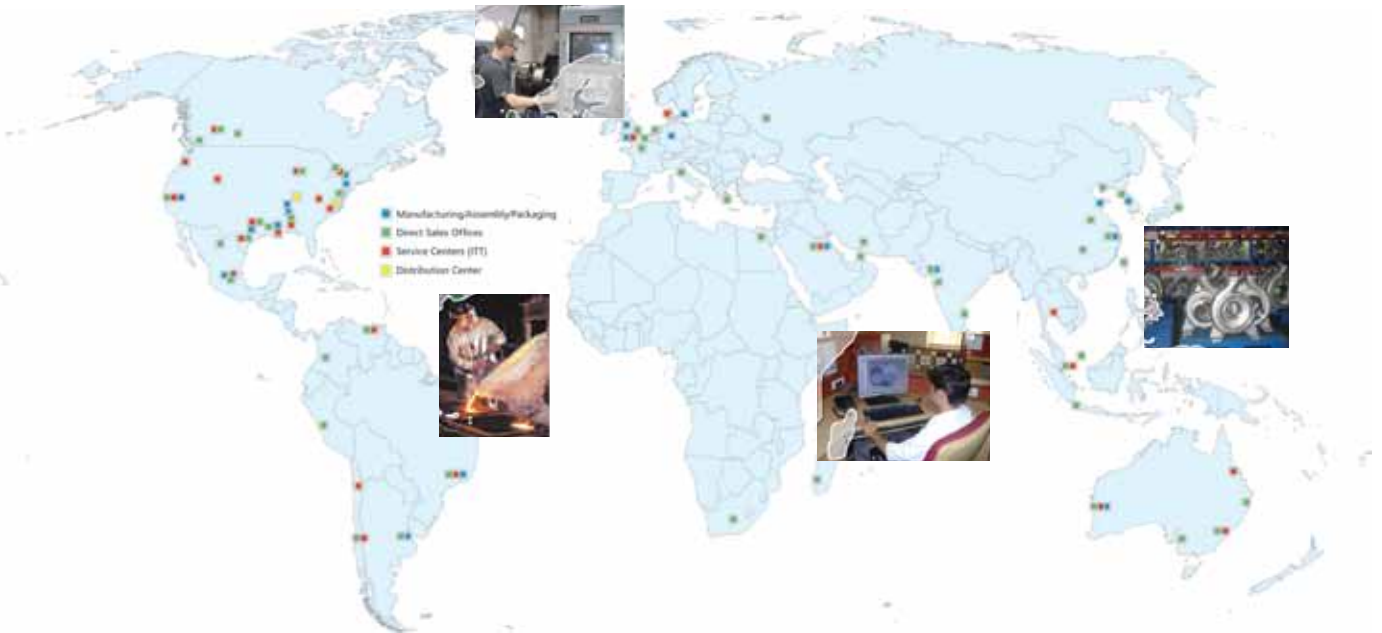 Manufacturing/Assembly/Packaging
Direct Sales Offices
Service Centers (ITT)
Distribution Center